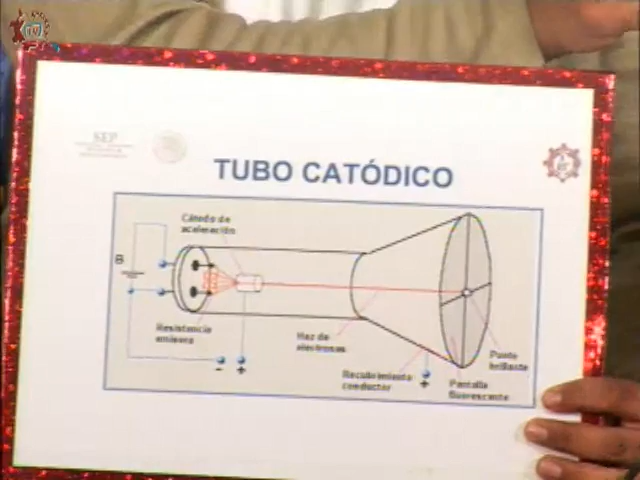 SEP
TUBO CATÓDICO
Cátodo de
aceleración
B
Resistencia
emisora
Haz de
electrones
Recubrimiento
conductor
Pantalla
fluorescente
Punto
brillante
- +
+